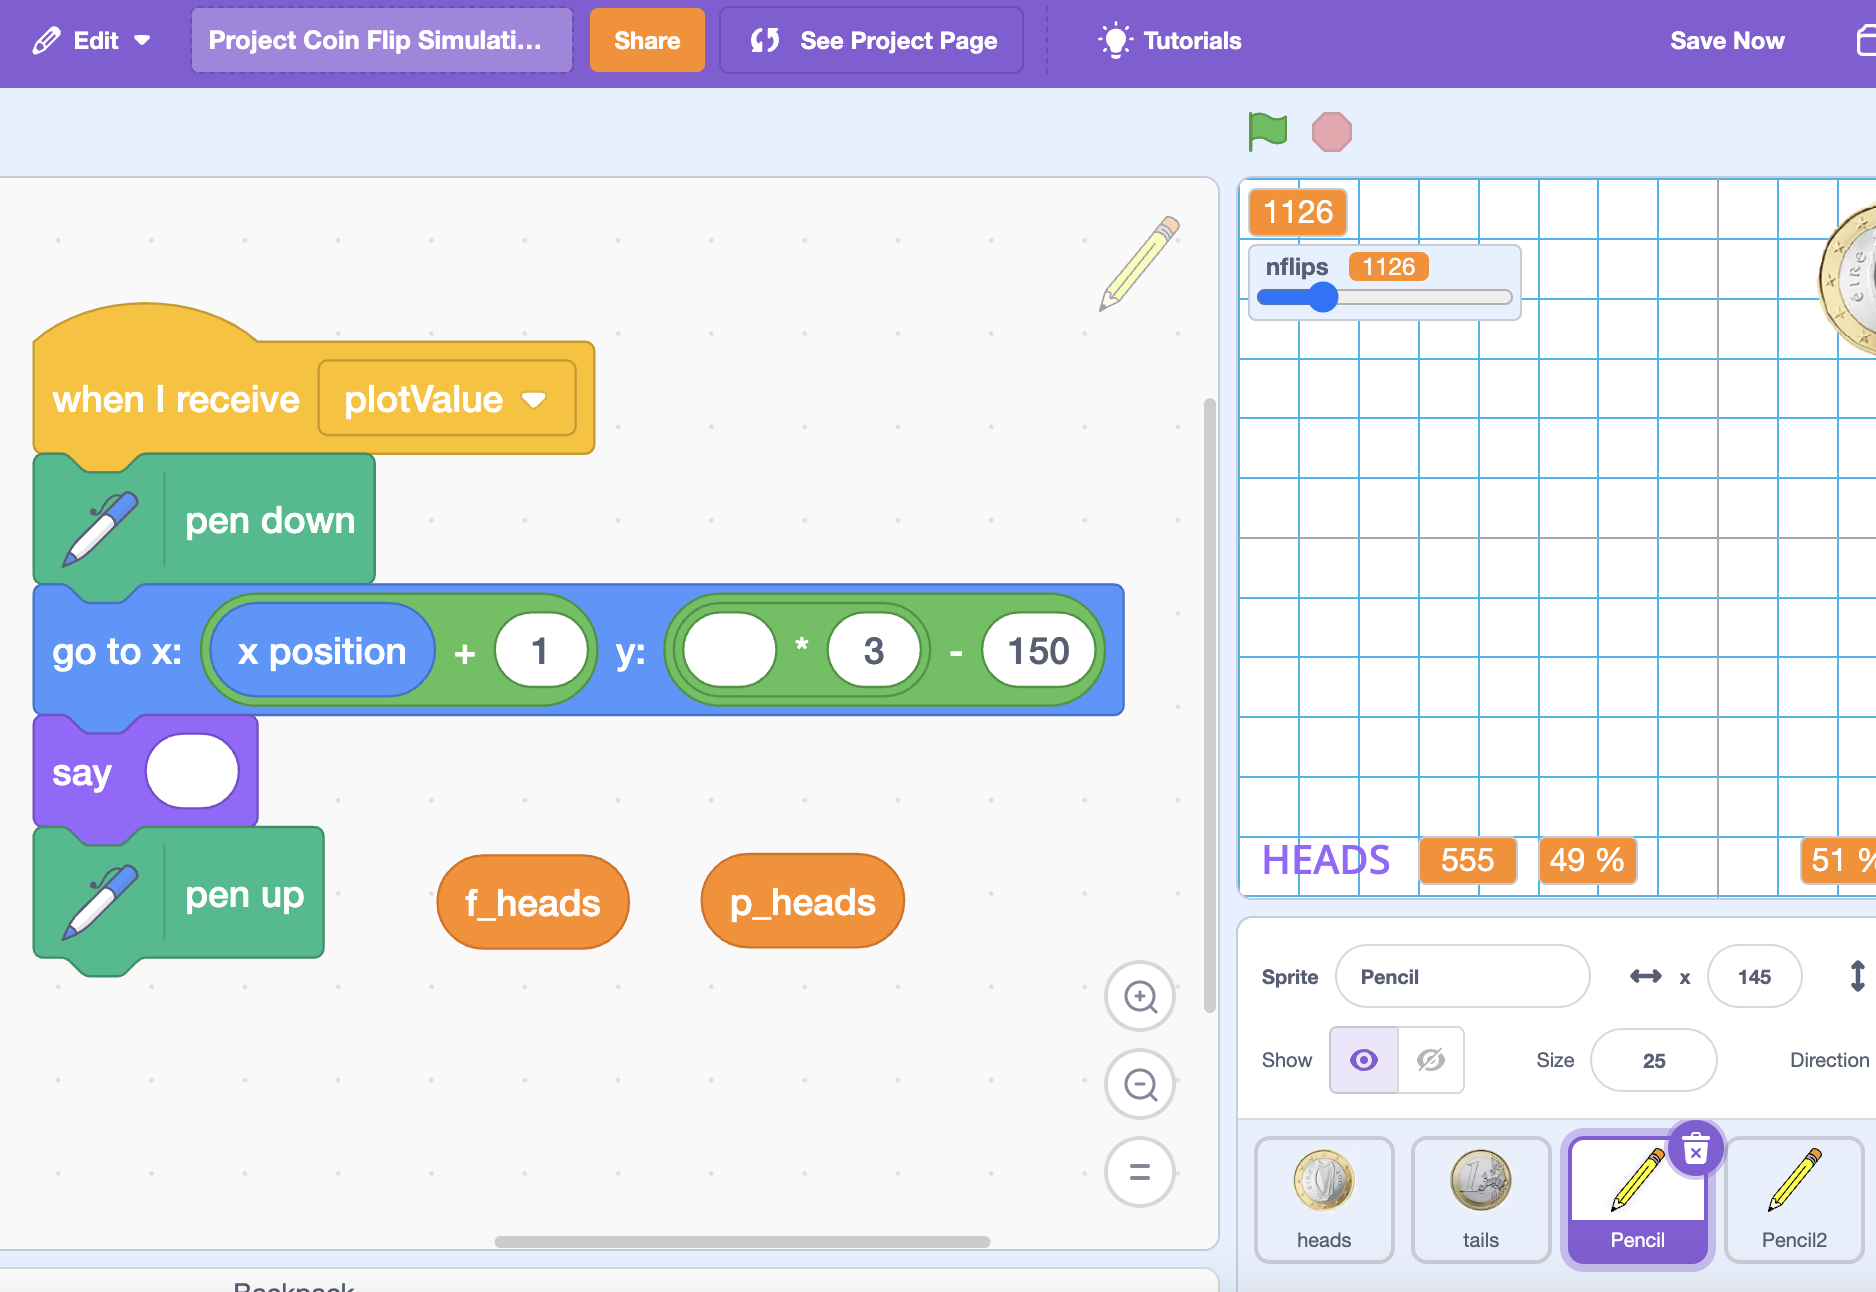 Edit
Project Coin Flip Simulati...
Share
See Project Page
Tutorials
Save Now
when I receive plotValue
pen down
go to x: x position + 1 y: * 3 - 150
say
pen up
f_heads
p_heads
1126
nflips 1126
HEADS 555 49 % 51 %
Sprite Pencil x 145
Show Size 25 Direction
heads
tails
Pencil
Pencil2
Backpack